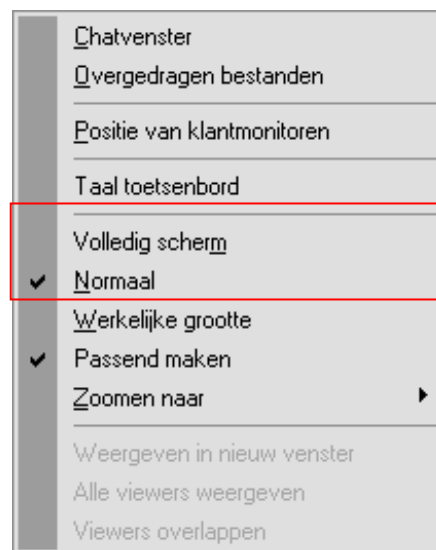 Chatvenster
Overgedragen bestanden
Positie van klantmonitoren
Taal toetsenbord
Volledig scherm
Normaal
Werkelijke grootte
Passend maken
Zoomen naar
Weergeven in nieuw venster
Alle viewers weergeven
Viewers overlappen